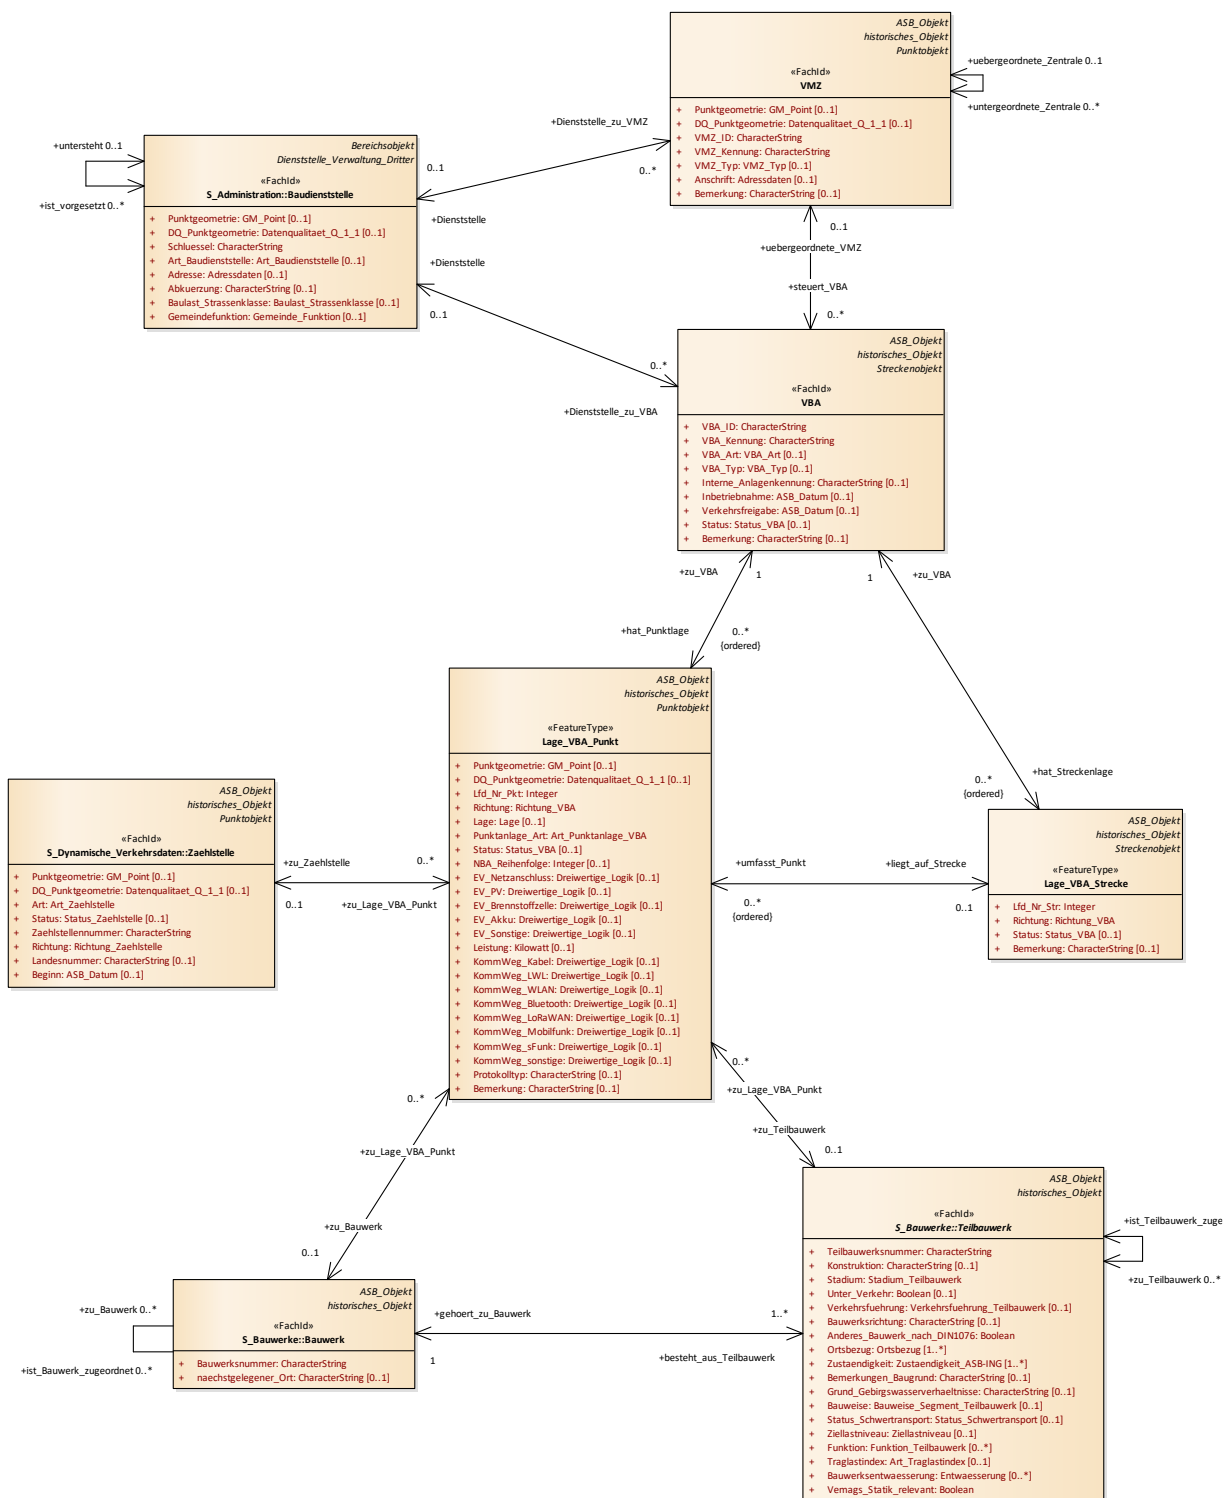 ASB_Objekt
historisches_Objekt
Punktobjekt
«FachId»
VMZ
+ Punktgeometrie: GM_Point [0..1]
+ DQ_Punktgeometrie: Datenqualitaet_Q_1_1 [0..1]
+ VMZ_ID: CharacterString
+ VMZ_Kennung: CharacterString
+ VMZ_Typ: VMZ_Typ [0..1]
+ Anschrift: Adressdaten [0..1]
+ Bemerkung: CharacterString [0..1]
+uebergeordnete_Zentrale 0..1
+untergeordnete_Zentrale 0..*
+Dienststelle_zu_VMZ
0..*
0..1
+Dienststelle
+untersteht 0..1
+ist_vorgesetzt 0..*
Bereichsobjekt
Dienststelle_Verwaltung_Dritter
«FachId»
S_Administration::Baudienststelle
+ Punktgeometrie: GM_Point [0..1]
+ DQ_Punktgeometrie: Datenqualitaet_Q_1_1 [0..1]
+ Schluessel: CharacterString
+ Art_Baudienststelle: Art_Baudienststelle [0..1]
+ Adresse: Adressdaten [0..1]
+ Abkuerzung: CharacterString [0..1]
+ Baulast_Strassenklasse: Baulast_Strassenklasse [0..1]
+ Gemeindefunktion: Gemeinde_Funktion [0..1]
+Dienststelle
0..1
0..*
+Dienststelle_zu_VBA
0..1
+uebergeordnete_VMZ
+steuert_VBA
0..*
ASB_Objekt
historisches_Objekt
Streckenobjekt
«FachId»
VBA
+ VBA_ID: CharacterString
+ VBA_Kennung: CharacterString
+ VBA_Art: VBA_Art [0..1]
+ VBA_Typ: VBA_Typ [0..1]
+ Interne_Anlagenkennung: CharacterString [0..1]
+ Inbetriebnahme: ASB_Datum [0..1]
+ Verkehrsfreigabe: ASB_Datum [0..1]
+ Status: Status_VBA [0..1]
+ Bemerkung: CharacterString [0..1]
+zu_VBA
1
+hat_Punktlage
0..*
{ordered}
1
+zu_VBA
+hat_Streckenlage
0..*
{ordered}
ASB_Objekt
historisches_Objekt
Punktobjekt
«FeatureType»
Lage_VBA_Punkt
+ Punktgeometrie: GM_Point [0..1]
+ DQ_Punktgeometrie: Datenqualitaet_Q_1_1 [0..1]
+ Lfd_Nr_Pkt: Integer
+ Richtung: Richtung_VBA
+ Lage: Lage [0..1]
+ Punktanlage_Art: Art_Punktanlage_VBA
+ Status: Status_VBA [0..1]
+ NBA_Reihenfolge: Integer [0..1]
+ EV_Netzanschluss: Dreiwertige_Logik [0..1]
+ EV_PV: Dreiwertige_Logik [0..1]
+ EV_Brennstoffzelle: Dreiwertige_Logik [0..1]
+ EV_Akku: Dreiwertige_Logik [0..1]
+ EV_Sonstige: Dreiwertige_Logik [0..1]
+ Leistung: Kilowatt [0..1]
+ KommWeg_Kabel: Dreiwertige_Logik [0..1]
+ KommWeg_LWL: Dreiwertige_Logik [0..1]
+ KommWeg_WLAN: Dreiwertige_Logik [0..1]
+ KommWeg_Bluetooth: Dreiwertige_Logik [0..1]
+ KommWeg_LoRaWAN: Dreiwertige_Logik [0..1]
+ KommWeg_Mobilfunk: Dreiwertige_Logik [0..1]
+ KommWeg_sFunk: Dreiwertige_Logik [0..1]
+ KommWeg_sonstige: Dreiwertige_Logik [0..1]
+ Protokolltyp: CharacterString [0..1]
+ Bemerkung: CharacterString [0..1]
ASB_Objekt
historisches_Objekt
Punktobjekt
«FachId»
S_Dynamische_Verkehrsdaten::Zaehlstelle
+ Punktgeometrie: GM_Point [0..1]
+ DQ_Punktgeometrie: Datenqualitaet_Q_1_1 [0..1]
+ Art: Art_Zaehlstelle
+ Status: Status_Zaehlstelle [0..1]
+ Zaehlstellennummer: CharacterString
+ Richtung: Richtung_Zaehlstelle
+ Landesnummer: CharacterString [0..1]
+ Beginn: ASB_Datum [0..1]
+zu_Zaehlstelle
0..*
0..1
+zu_Lage_VBA_Punkt
+umfasst_Punkt
+liegt_auf_Strecke
0..*
{ordered}
0..1
ASB_Objekt
historisches_Objekt
Streckenobjekt
«FeatureType»
Lage_VBA_Strecke
+ Lfd_Nr_Str: Integer
+ Richtung: Richtung_VBA
+ Status: Status_VBA [0..1]
+ Bemerkung: CharacterString [0..1]
0..*
+zu_Lage_VBA_Punkt
+zu_Teilbauwerk
0..1
0..*
+zu_Lage_VBA_Punkt
+zu_Bauwerk
0..1
ASB_Objekt
historisches_Objekt
«FachId»
S_Bauwerke::Teilbauwerk
+ Teilbauwerksnummer: CharacterString
+ Konstruktion: CharacterString [0..1]
+ Stadium: Stadium_Teilbauwerk
+ Unter_Verkehr: Boolean [0..1]
+ Verkehrsfuehrung: Verkehrsfuehrung_Teilbauwerk [0..1]
+ Bauwerksrichtung: CharacterString [0..1]
+ Anderes_Bauwerk_nach_DIN1076: Boolean
+ Ortsbezug: Ortsbezug [1..*]
+ Zustaendigkeit: Zustaendigkeit_ASB-ING [1..*]
+ Bemerkungen_Baugrund: CharacterString [0..1]
+ Grund_Gebirgswasserverhaeltnisse: CharacterString [0..1]
+ Bauweise: Bauweise_Segment_Teilbauwerk [0..1]
+ Status_Schwertransport: Status_Schwertransport [0..1]
+ Ziellastniveau: Ziellastniveau [0..1]
+ Funktion: Funktion_Teilbauwerk [0..*]
+ Traglastindex: Art_Traglastindex [0..1]
+ Bauwerksentwaesserung: Entwaesserung [0..*]
+ Vemags_Statik_relevant: Boolean
+ist_Teilbauwerk_zuge
+zu_Teilbauwerk 0..*
+zu_Bauwerk 0..*
+ist_Bauwerk_zugeordnet 0..*
ASB_Objekt
historisches_Objekt
«FachId»
S_Bauwerke::Bauwerk
+ Bauwerksnummer: CharacterString
+ naechstgelegener_Ort: CharacterString [0..1]
+gehoert_zu_Bauwerk
1..*
1
+besteht_aus_Teilbauwerk